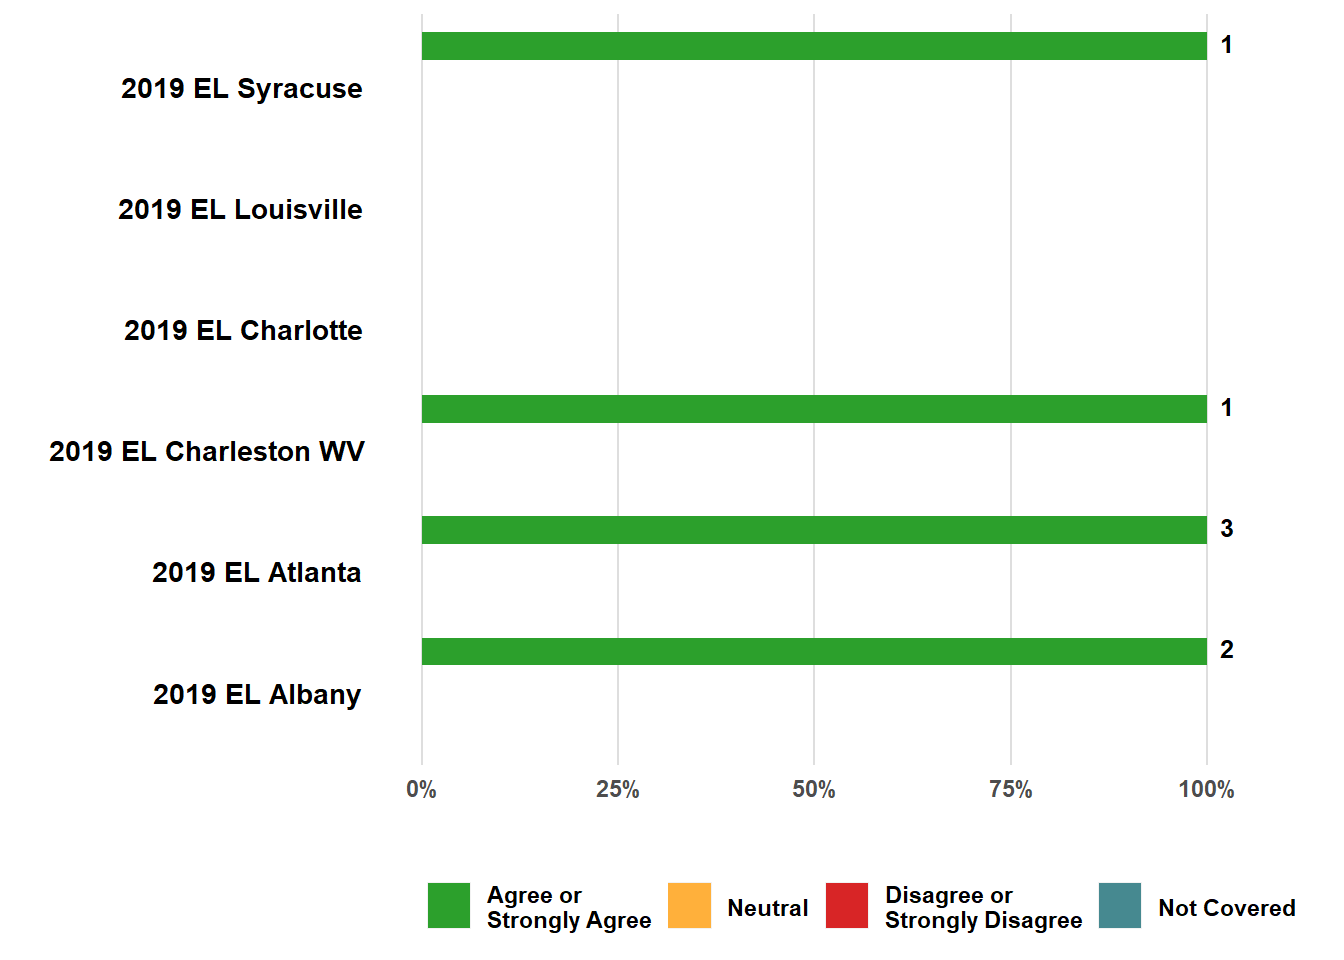 1
2019 EL Syracuse
2019 EL Louisville
2019 EL Charlotte
1
2019 EL Charleston WV
3
2019 EL Atlanta
2
2019 EL Albany
0% 25% 50% 75% 100%
Agree or
Strongly Agree
Neutral
Disagree or
Strongly Disagree
Not Covered